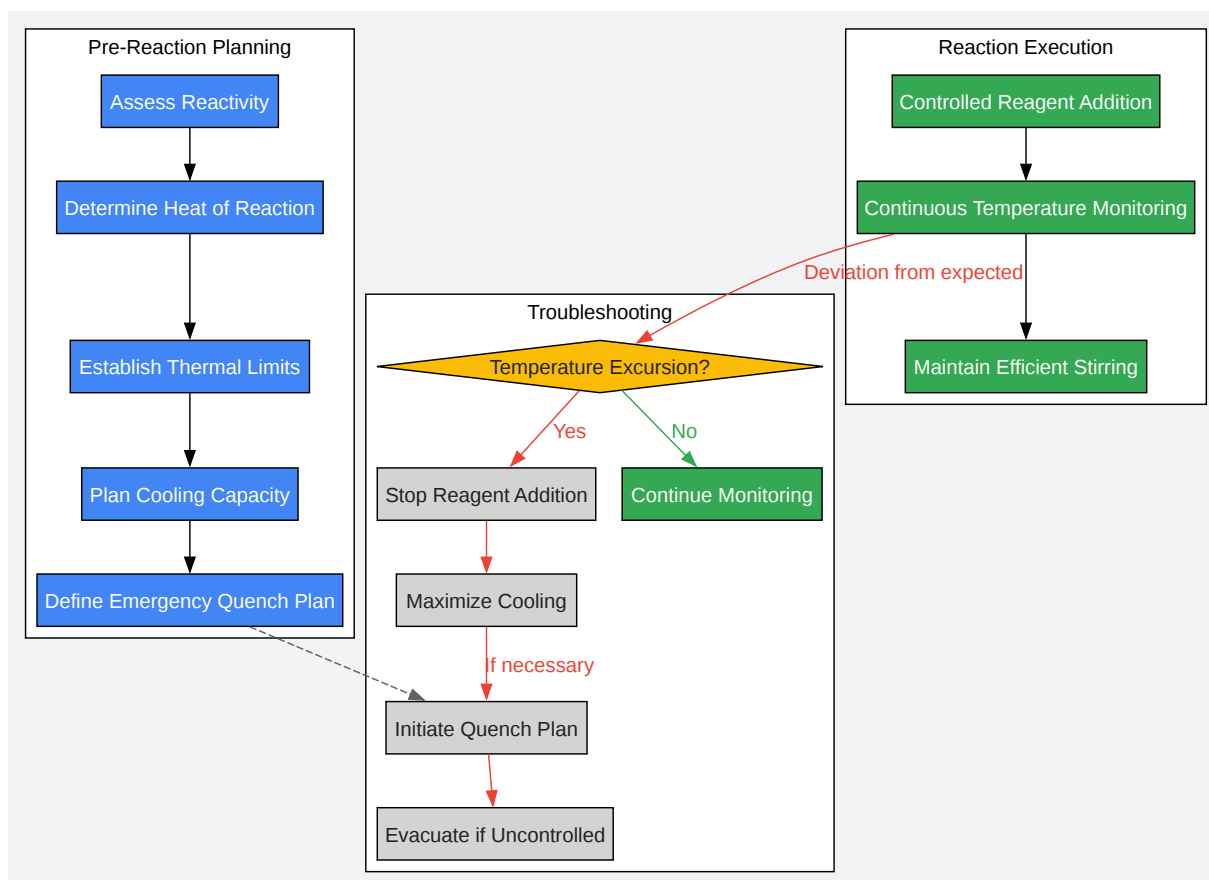 Pre-Reaction Planning
Assess Reactivity
Determine Heat of Reaction
Establish Thermal Limits
Plan Cooling Capacity
Define Emergency Quench Plan
Reaction Execution
Controlled Reagent Addition
Continuous Temperature Monitoring
Deviation from expected
Maintain Efficient Stirring
Troubleshooting
Temperature Excursion?
Yes
No
Stop Reagent Addition
Continue Monitoring
Maximize Cooling
If necessary
Initiate Quench Plan
Evacuate if Uncontrolled